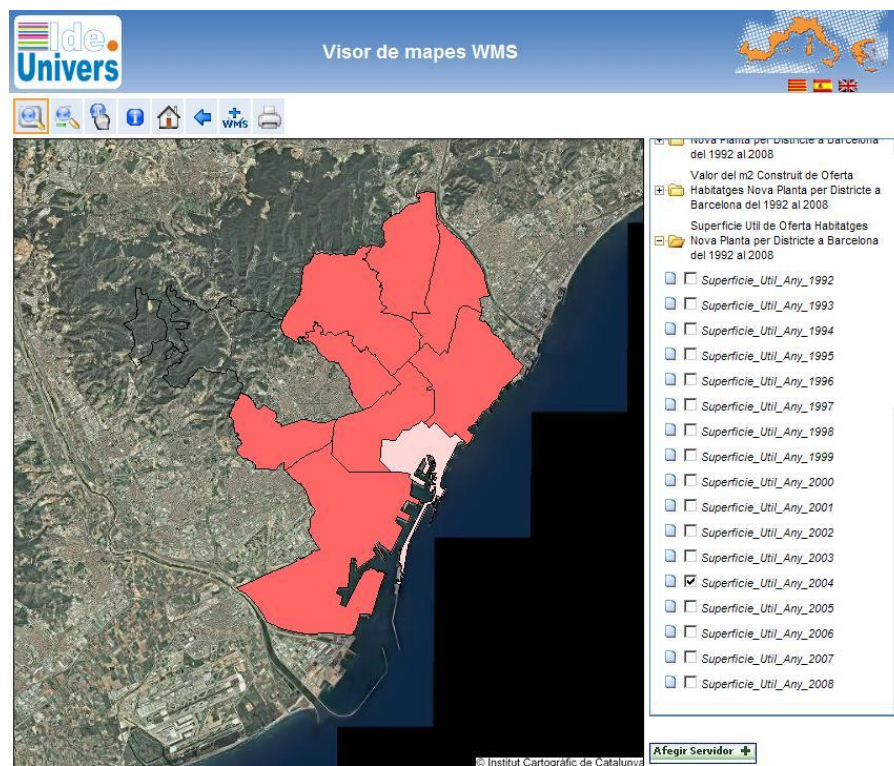 Ide.
Univers
Visor de mapes WMS
WMS
Nova Planta per Districte a Barcelona
del 1992 al 2008
Valor del m2 Construit de Oferta
Habitatges Nova Planta per Districte a
Barcelona del 1992 al 2008
Superficie Util de Oferta Habitatges
Nova Planta per Districte a Barcelona
del 1992 al 2008
Superficie_Util_Any_1992
Superficie_Util_Any_1993
Superficie_Util_Any_1994
Superficie_Util_Any_1995
Superficie_Util_Any_1996
Superficie_Util_Any_1997
Superficie_Util_Any_1998
Superficie_Util_Any_1999
Superficie_Util_Any_2000
Superficie_Util_Any_2001
Superficie_Util_Any_2002
Superficie_Util_Any_2003
Superficie_Util_Any_2004
Superficie_Util_Any_2005
Superficie_Util_Any_2006
Superficie_Util_Any_2007
Superficie_Util_Any_2008
© Institut Cartogràfic de Catalunya
Afegir Servidor